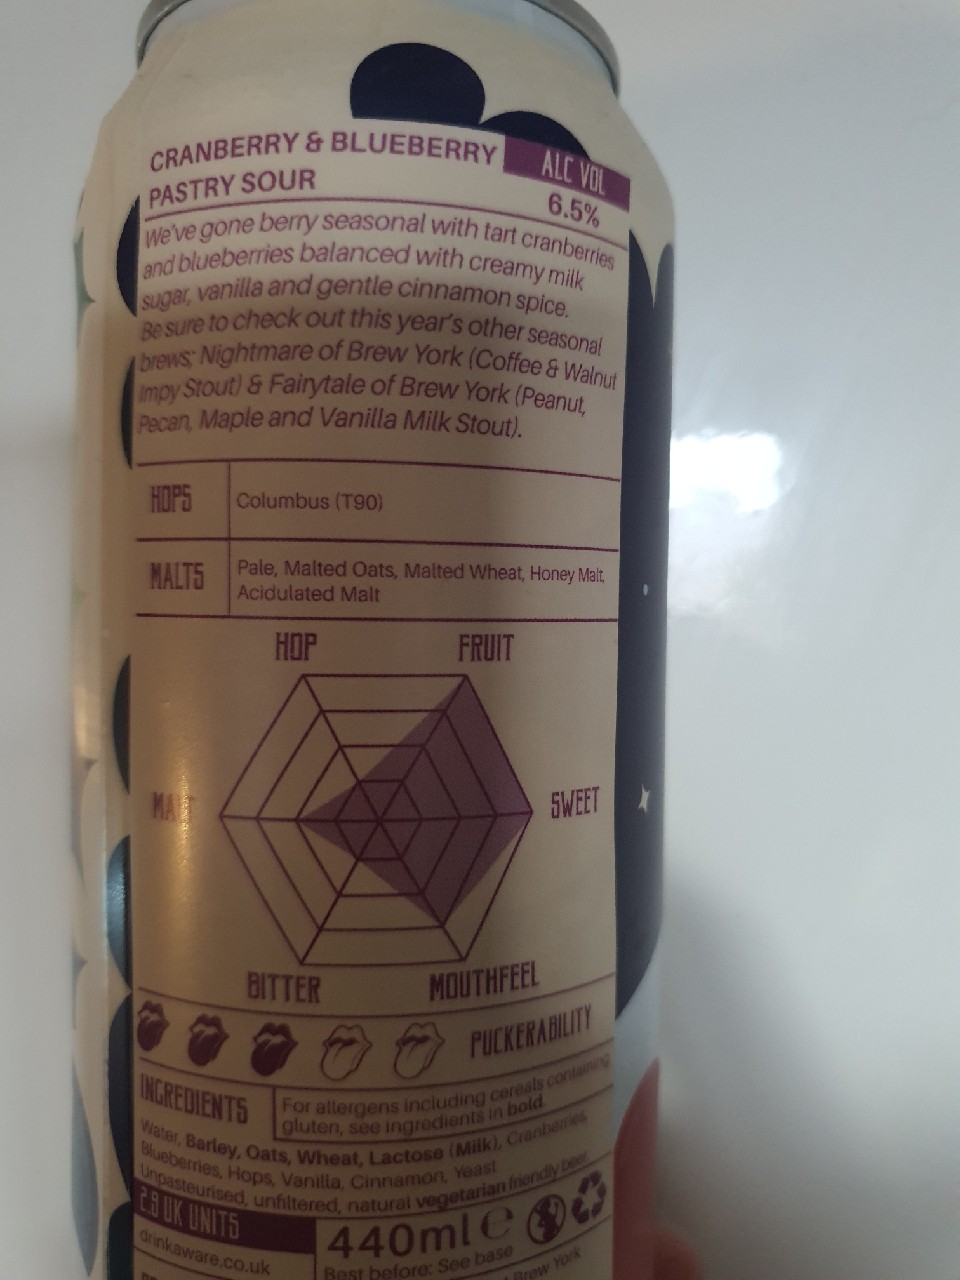 CRANBERRY & BLUEBERRY
PASTRY SOUR
ALC VOL
6.5%
We've gone berry seasonal with tart cranberries
and blueberries balanced with creamy milk
sugar, vanilla and gentle cinnamon spice.
Be sure to check out this year's other seasonal
brews; Nightmare of Brew York (Coffee & Walnut
Impy Stout) & Fairytale of Brew York (Peanut,
Pecan, Maple and Vanilla Milk Stout).
HOPS
Columbus (T90)
MALTS
Pale, Malted Oats, Malted Wheat, Honey Malt,
Acidulated Malt
HOP FRUIT
MALT SWEET
BITTER MOUTHFEEL
PUCKERABILITY
INGREDIENTS
For allergens including cereals containing
gluten, see ingredients in bold.
Water, Barley, Oats, Wheat, Lactose (Milk), Cranberries,
Blueberries, Hops, Vanilla, Cinnamon, Yeast
Unpasteurised, unfiltered, natural vegetarian friendly beer.
2.9 UK UNITS
drinkaware.co.uk
440ml e
Best before: See base
Brew York